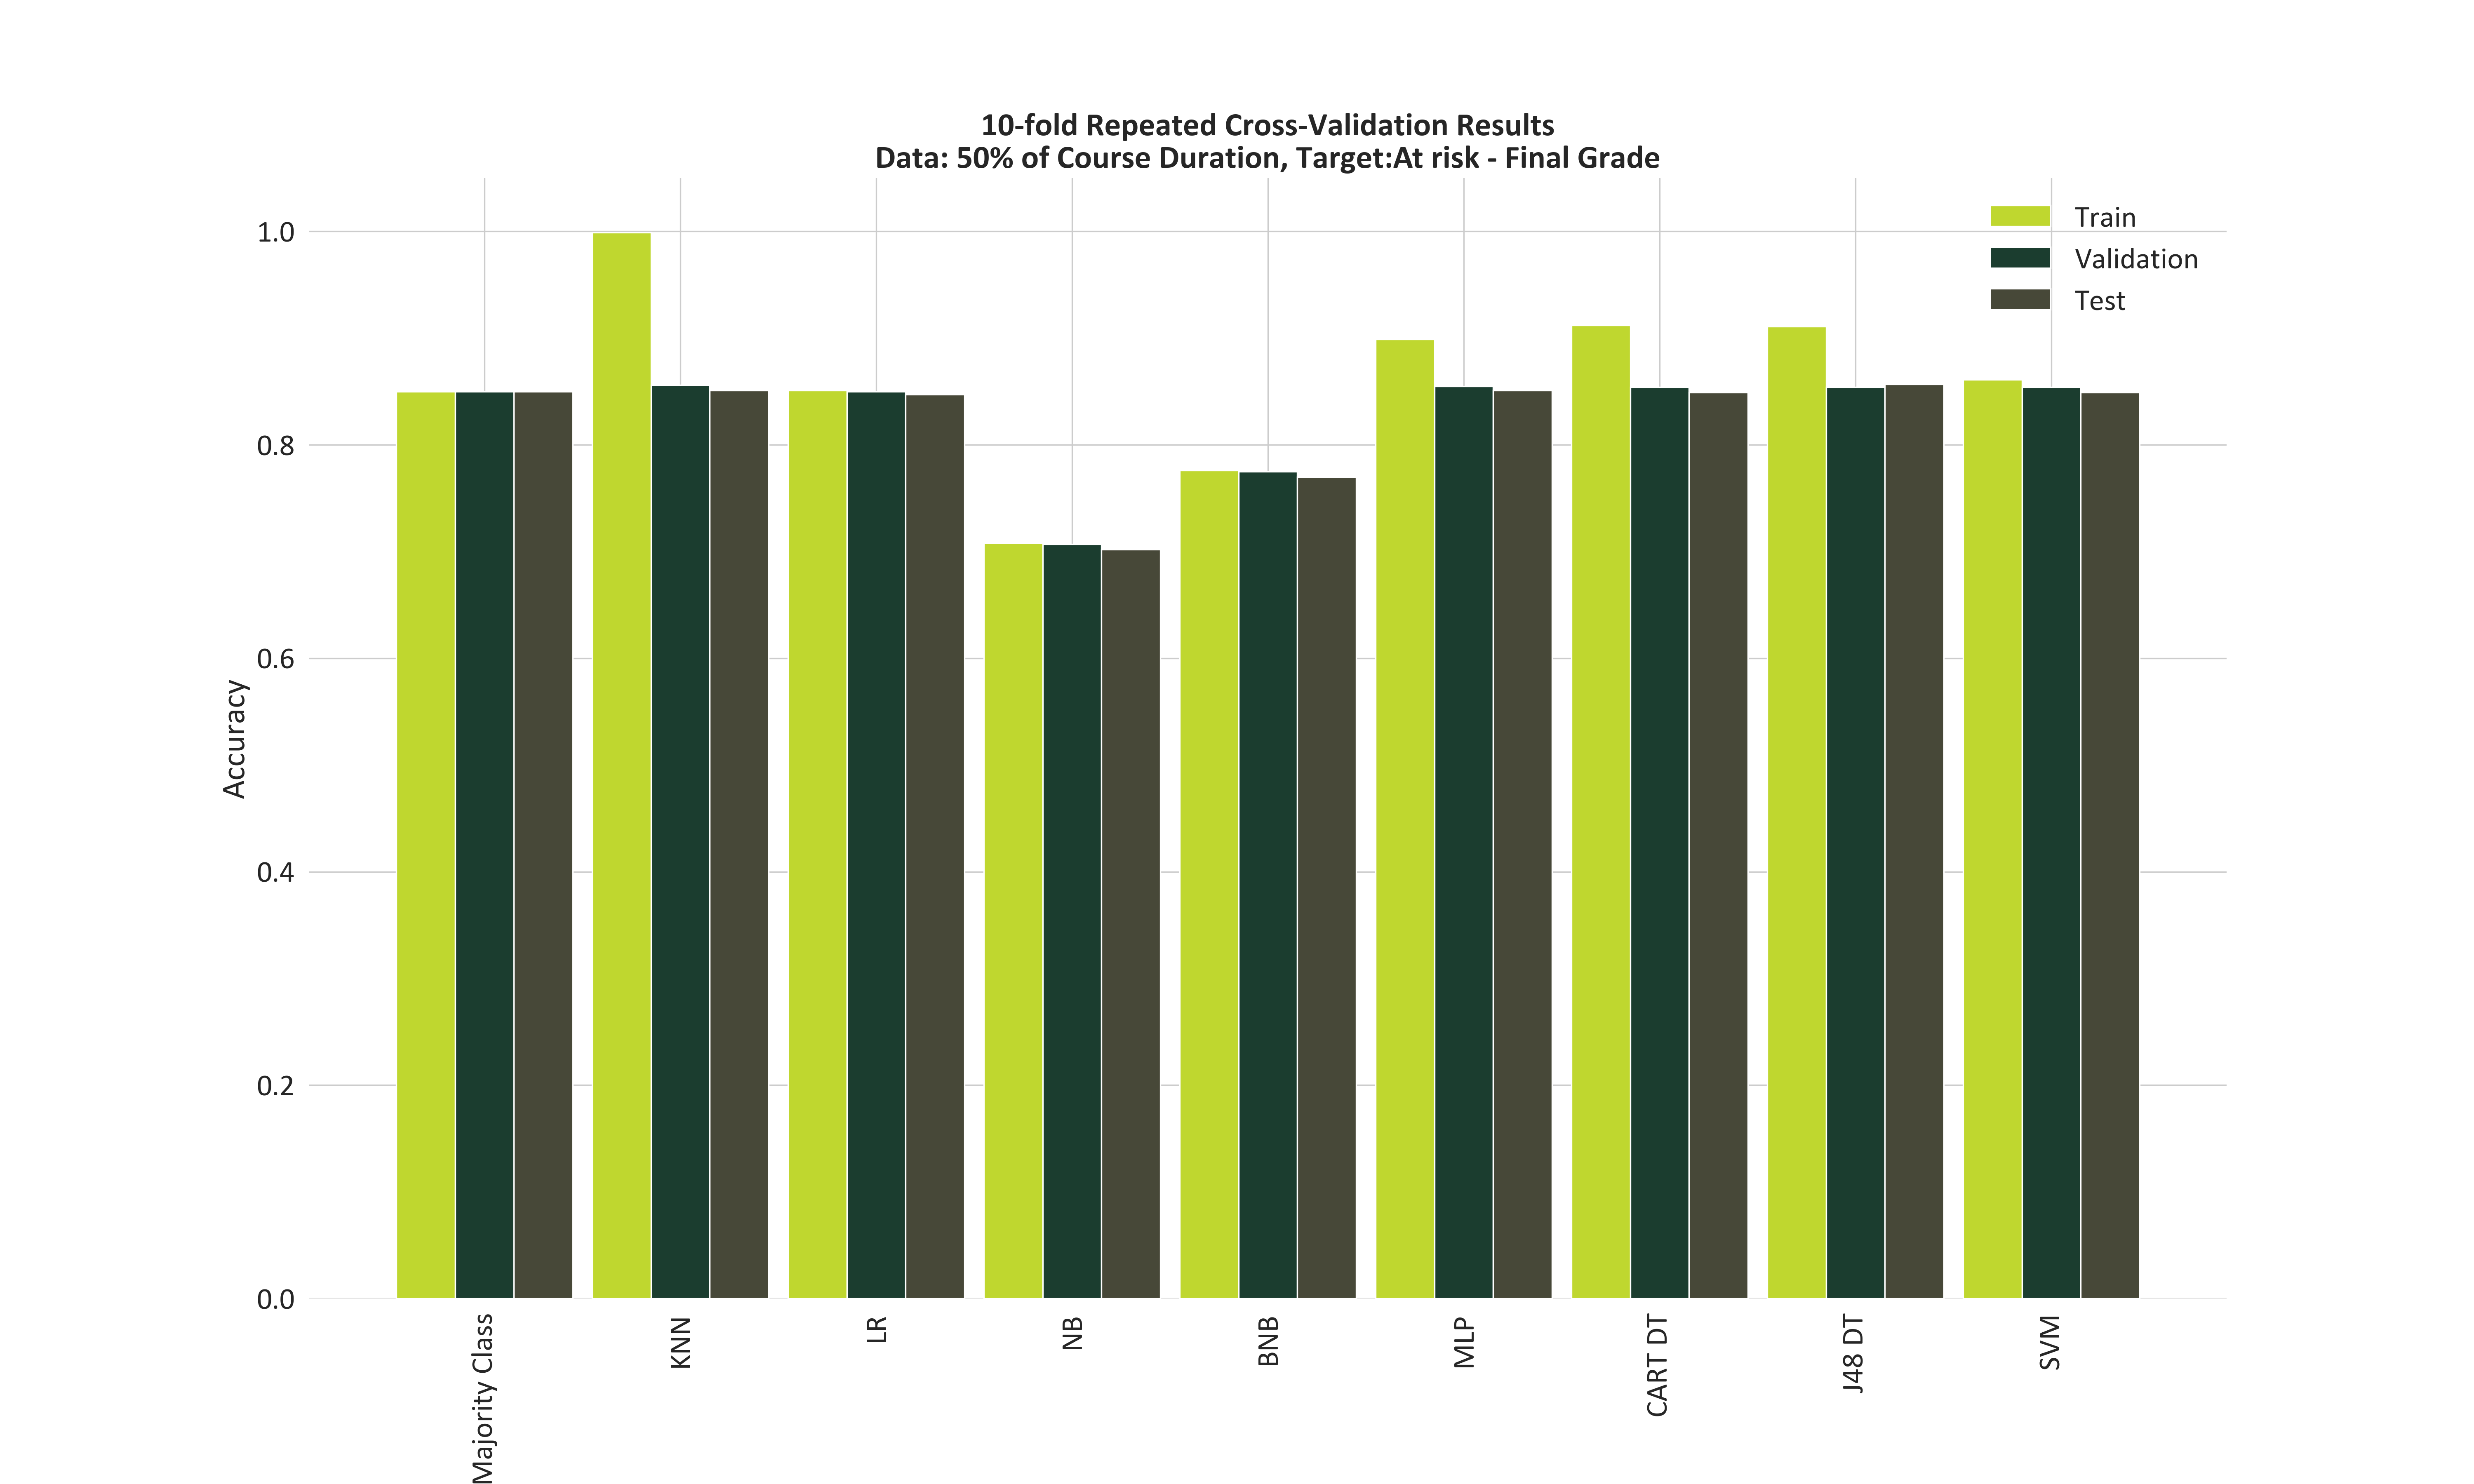 10-fold Repeated Cross-Validation Results
Data: 50% of Course Duration, Target:At risk - Final Grade
Train
Validation
Test
1.0
0.8
0.6
0.4
0.2
0.0
Accuracy
Majority Class
KNN
LR
NB
BNB
MLP
CART DT
J48 DT
SVM